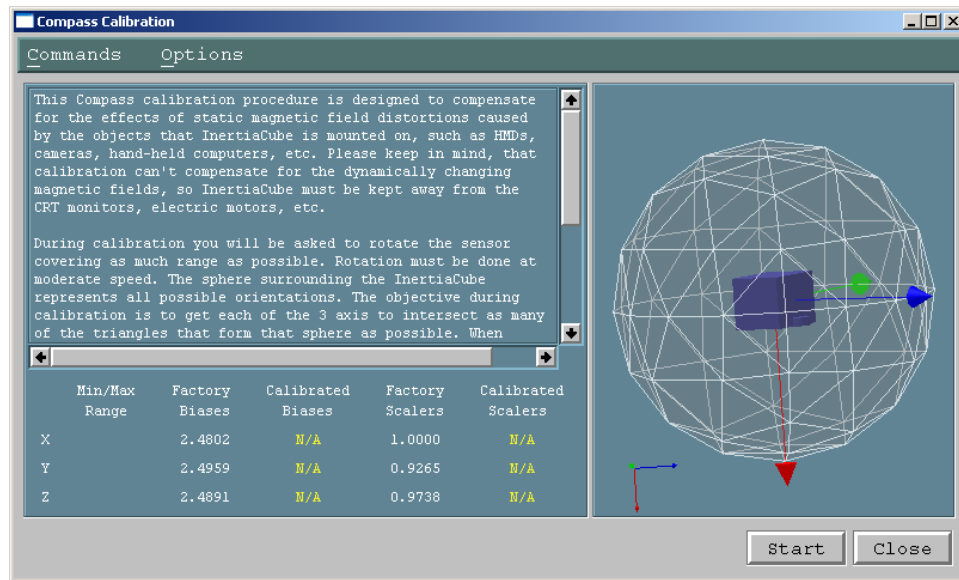 Compass Calibration
Commands Options
This Compass calibration procedure is designed to compensate
for the effects of static magnetic field distortions caused
by the objects that InertiaCube is mounted on, such as HMDs,
cameras, hand-held computers, etc. Please keep in mind, that
calibration can't compensate for the dynamically changing
magnetic fields, so InertiaCube must be kept away from the
CRT monitors, electric motors, etc.
During calibration you will be asked to rotate the sensor
covering as much range as possible. Rotation must be done at
moderate speed. The sphere surrounding the InertiaCube
represents all possible orientations. The objective during
calibration is to get each of the 3 axis to intersect as many
of the triangles that form that sphere as possible. When
Min/Max Factory Calibrated Factory Calibrated
Range Biases Biases Scalers Scalers
X 2.4802 N/A 1.0000 N/A
Y 2.4959 N/A 0.9265 N/A
Z 2.4891 N/A 0.9738 N/A
Start Close